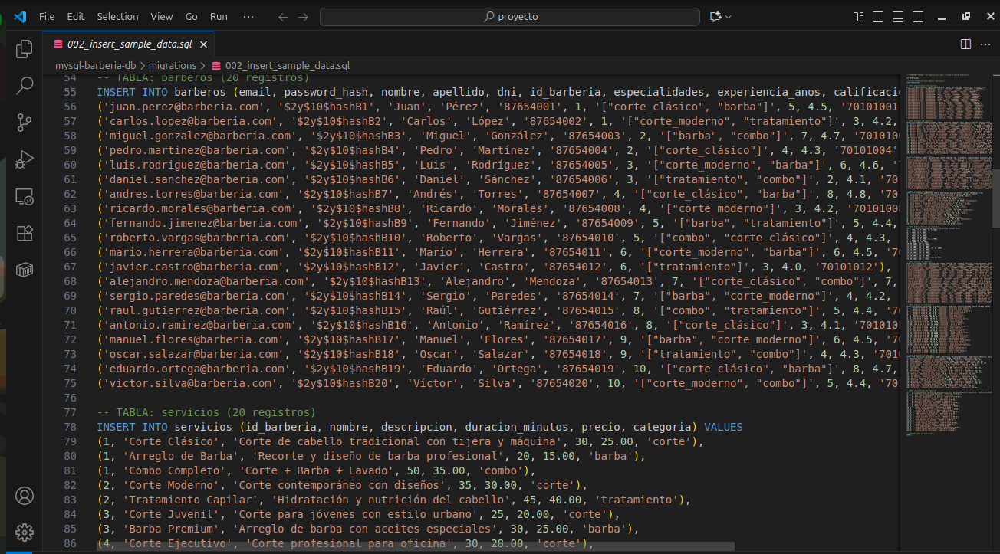 File Edit Selection View Go Run ··· proyecto
002_insert_sample_data.sql
mysql-barberia-db > migrations > 002_insert_sample_data.sql
54 -- TABLA: barberos (20 registros)
55 INSERT INTO barberos (email, password_hash, nombre, apellido, dni, id_barberia, especialidades, experiencia_anos, calificaci
56 ('juan.perez@barberia.com', '$2y$10$hashB1', 'Juan', 'Pérez', '87654001', 1, '["corte_clásico", "barba"]', 5, 4.5, '70101001
57 ('carlos.lopez@barberia.com', '$2y$10$hashB2', 'Carlos', 'López', '87654002', 1, '["corte_moderno", "tratamiento"]', 3, 4.2,
58 ('miguel.gonzalez@barberia.com', '$2y$10$hashB3', 'Miguel', 'González', '87654003', 2, '["barba", "combo"]', 7, 4.7, '7010100
59 ('pedro.martinez@barberia.com', '$2y$10$hashB4', 'Pedro', 'Martínez', '87654004', 2, '["corte_clásico"]', 4, 4.3, '70101004'
60 ('luis.rodriguez@barberia.com', '$2y$10$hashB5', 'Luis', 'Rodríguez', '87654005', 3, '["corte_moderno", "barba"]', 6, 4.6, '7
61 ('daniel.sanchez@barberia.com', '$2y$10$hashB6', 'Daniel', 'Sánchez', '87654006', 3, '["tratamiento", "combo"]', 2, 4.1, '701
62 ('andres.torres@barberia.com', '$2y$10$hashB7', 'Andrés', 'Torres', '87654007', 4, '["corte_clásico", "barba"]', 8, 4.8, '701
63 ('ricardo.morales@barberia.com', '$2y$10$hashB8', 'Ricardo', 'Morales', '87654008', 4, '["corte_moderno"]', 3, 4.2, '70101008
64 ('fernando.jimenez@barberia.com', '$2y$10$hashB9', 'Fernando', 'Jiménez', '87654009', 5, '["barba", "tratamiento"]', 5, 4.4,
65 ('roberto.vargas@barberia.com', '$2y$10$hashB10', 'Roberto', 'Vargas', '87654010', 5, '["combo", "corte_clásico"]', 4, 4.3,
66 ('mario.herrera@barberia.com', '$2y$10$hashB11', 'Mario', 'Herrera', '87654011', 6, '["corte_moderno", "barba"]', 6, 4.5, '70
67 ('javier.castro@barberia.com', '$2y$10$hashB12', 'Javier', 'Castro', '87654012', 6, '["tratamiento"]', 3, 4.0, '70101012'),
68 ('alejandro.mendoza@barberia.com', '$2y$10$hashB13', 'Alejandro', 'Mendoza', '87654013', 7, '["corte_clásico", "combo"]', 7,
69 ('sergio.paredes@barberia.com', '$2y$10$hashB14', 'Sergio', 'Paredes', '87654014', 7, '["barba", "corte_moderno"]', 4, 4.2,
70 ('raul.gutierrez@barberia.com', '$2y$10$hashB15', 'Raúl', 'Gutiérrez', '87654015', 8, '["combo", "tratamiento"]', 5, 4.4, '70
71 ('antonio.ramirez@barberia.com', '$2y$10$hashB16', 'Antonio', 'Ramírez', '87654016', 8, '["corte_clásico"]', 3, 4.1, '7010101
72 ('manuel.flores@barberia.com', '$2y$10$hashB17', 'Manuel', 'Flores', '87654017', 9, '["barba", "corte_moderno"]', 6, 4.5, '70
73 ('oscar.salazar@barberia.com', '$2y$10$hashB18', 'Oscar', 'Salazar', '87654018', 9, '["tratamiento", "combo"]', 4, 4.3, '7010
74 ('eduardo.ortega@barberia.com', '$2y$10$hashB19', 'Eduardo', 'Ortega', '87654019', 10, '["corte_clásico", "barba"]', 8, 4.7,
75 ('victor.silva@barberia.com', '$2y$10$hashB20', 'Víctor', 'Silva', '87654020', 10, '["corte_moderno", "combo"]', 5, 4.4, '701
76
77 -- TABLA: servicios (20 registros)
78 INSERT INTO servicios (id_barberia, nombre, descripcion, duracion_minutos, precio, categoria) VALUES
79 (1, 'Corte Clásico', 'Corte de cabello tradicional con tijera y máquina', 30, 25.00, 'corte'),
80 (1, 'Arreglo de Barba', 'Recorte y diseño de barba profesional', 20, 15.00, 'barba'),
81 (1, 'Combo Completo', 'Corte + Barba + Lavado', 50, 35.00, 'combo'),
82 (2, 'Corte Moderno', 'Corte contemporáneo con diseños', 35, 30.00, 'corte'),
83 (2, 'Tratamiento Capilar', 'Hidratación y nutrición del cabello', 45, 40.00, 'tratamiento'),
84 (3, 'Corte Juvenil', 'Corte para jóvenes con estilo urbano', 25, 20.00, 'corte'),
85 (3, 'Barba Premium', 'Arreglo de barba con aceites especiales', 30, 25.00, 'barba'),
86 (4, 'Corte Ejecutivo', 'Corte profesional para oficina', 30, 28.00, 'corte'),